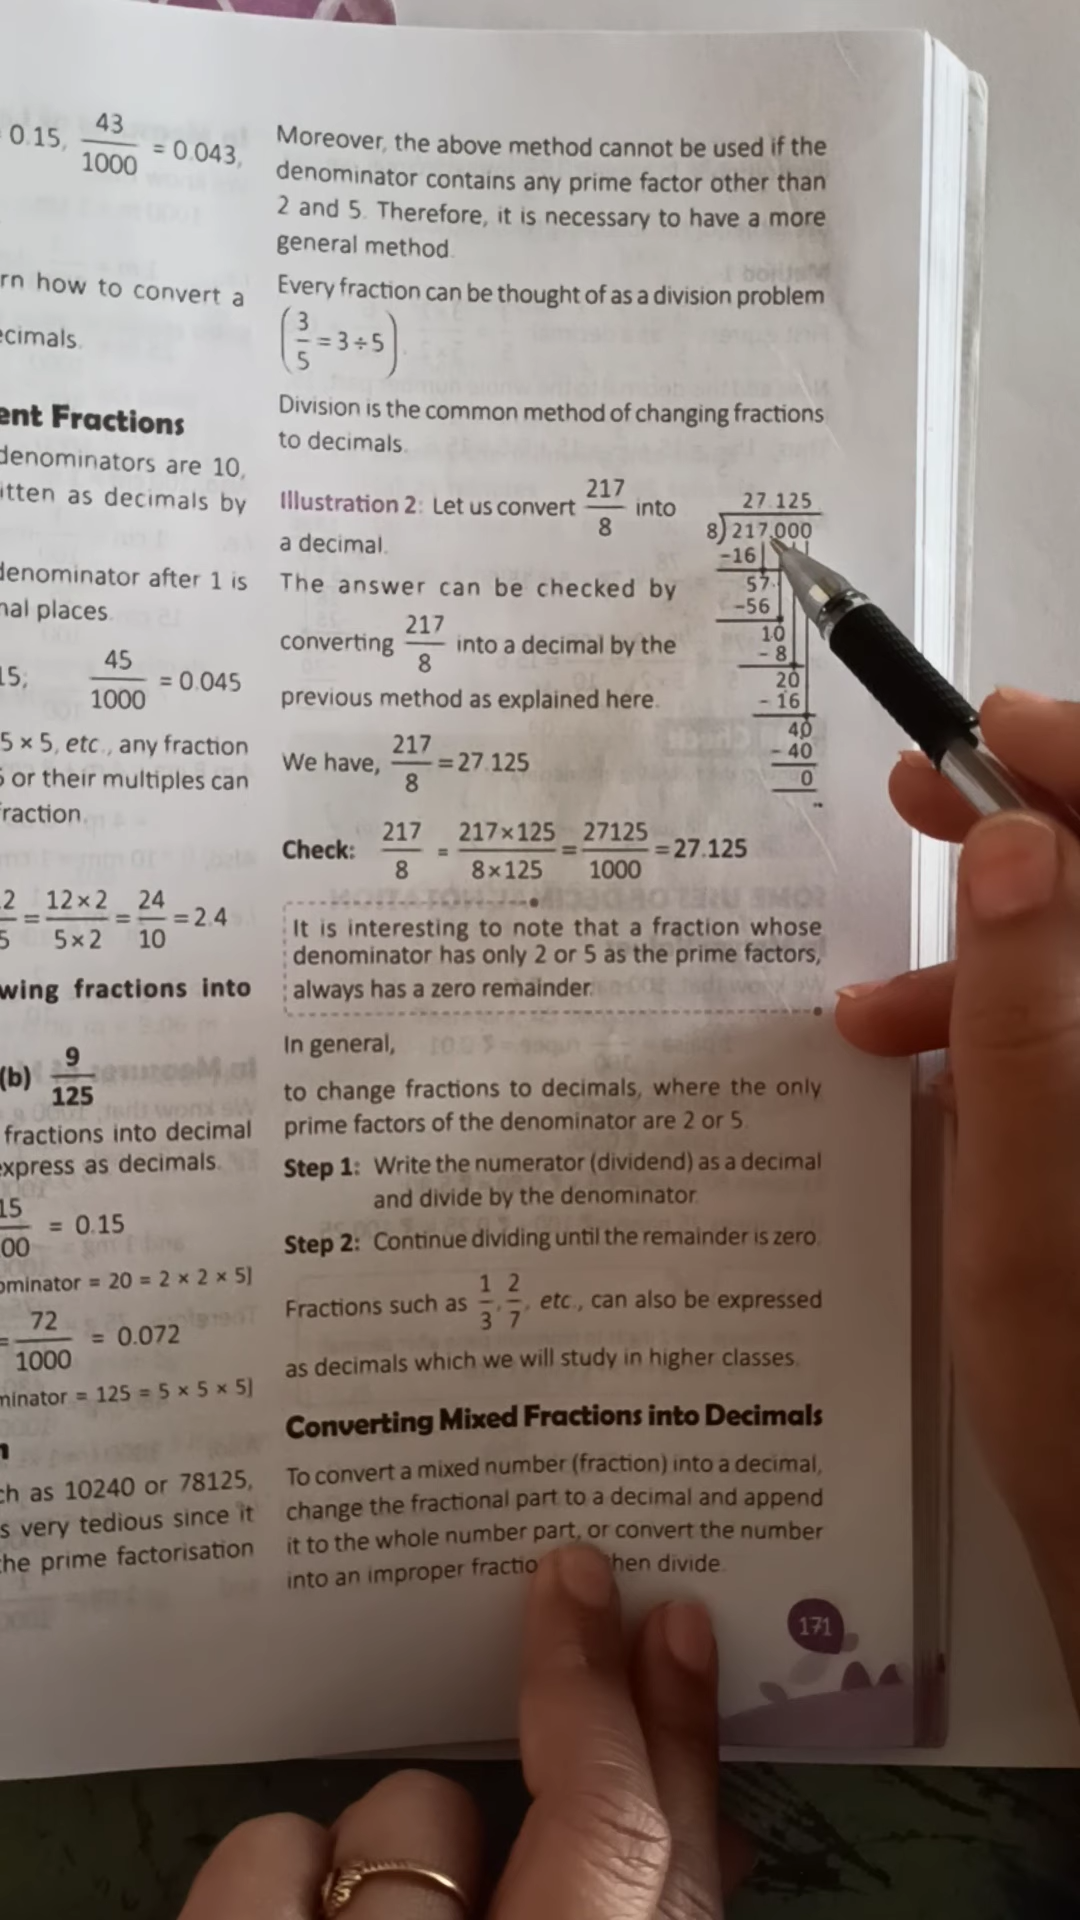 0.15, 43/1000 = 0.043,
rn how to convert a
ecimals.
ent Fractions
denominators are 10,
itten as decimals by
denominator after 1 is
nal places.
15; 45/1000 = 0.045
5 × 5, etc., any fraction
or their multiples can
fraction.
= 12×2/5×2 = 24/10 = 2.4
wing fractions into
(b) 9/125
fractions into decimal
express as decimals.
= 0.15
ominator = 20 = 2 × 2 × 5]
= 72/1000 = 0.072
minator = 125 = 5 × 5 × 5]
ch as 10240 or 78125,
s very tedious since it
the prime factorisation
Moreover, the above method cannot be used if the
denominator contains any prime factor other than
2 and 5. Therefore, it is necessary to have a more
general method.
Every fraction can be thought of as a division problem
(3/5 = 3÷5).
Division is the common method of changing fractions
to decimals.
Illustration 2: Let us convert 217/8 into
a decimal.
The answer can be checked by
converting 217/8 into a decimal by the
previous method as explained here.
We have, 217/8 = 27.125
27.125
8)217.000
-16
57
-56
10
- 8
20
- 16
40
- 40
0
Check: 217/8 = 217×125/8×125 = 27125/1000 = 27.125
It is interesting to note that a fraction whose
denominator has only 2 or 5 as the prime factors,
always has a zero remainder.
In general,
to change fractions to decimals, where the only
prime factors of the denominator are 2 or 5.
Step 1: Write the numerator (dividend) as a decimal
and divide by the denominator.
Step 2: Continue dividing until the remainder is zero.
Fractions such as 1/3, 2/7, etc., can also be expressed
as decimals which we will study in higher classes.
Converting Mixed Fractions into Decimals
To convert a mixed number (fraction) into a decimal,
change the fractional part to a decimal and append
it to the whole number part, or convert the number
into an improper fractio hen divide.
171